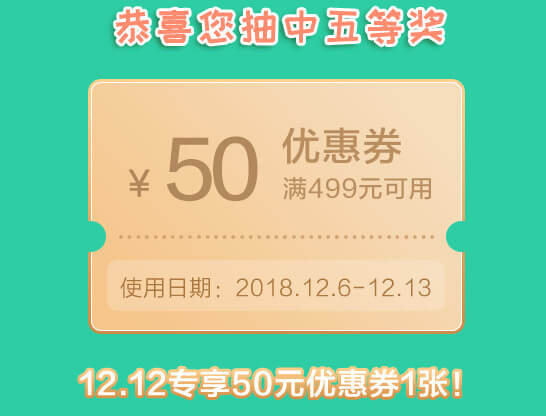 恭喜您抽中五等奖
¥ 50 优惠券
满499元可用
使用日期：2018.12.6-12.13
12.12专享50元优惠券1张！